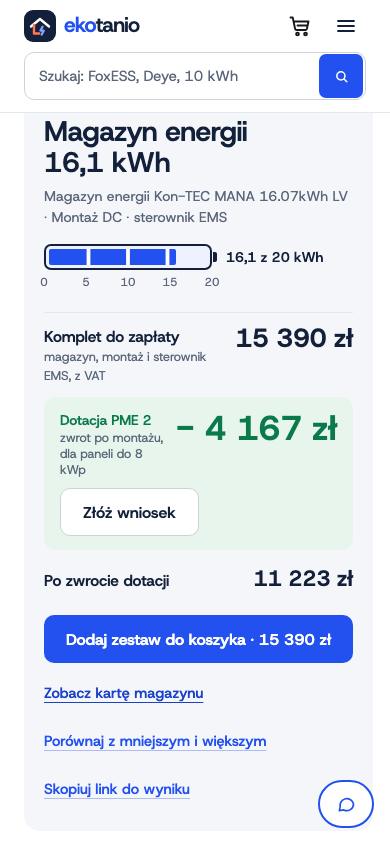 ekotanio
Szukaj: FoxESS, Deye, 10 kWh
Magazyn energii
16,1 kWh
Magazyn energii Kon-TEC MANA 16.07kWh LV
· Montaż DC · sterownik EMS
16,1 z 20 kWh
0 5 10 15 20
Komplet do zapłaty
15 390 zł
magazyn, montaż i sterownik
EMS, z VAT
Dotacja PME 2
− 4 167 zł
zwrot po montażu,
dla paneli do 8
kWp
Złóż wniosek
Po zwrocie dotacji
11 223 zł
Dodaj zestaw do koszyka · 15 390 zł
Zobacz kartę magazynu
Porównaj z mniejszym i większym
Skopiuj link do wyniku